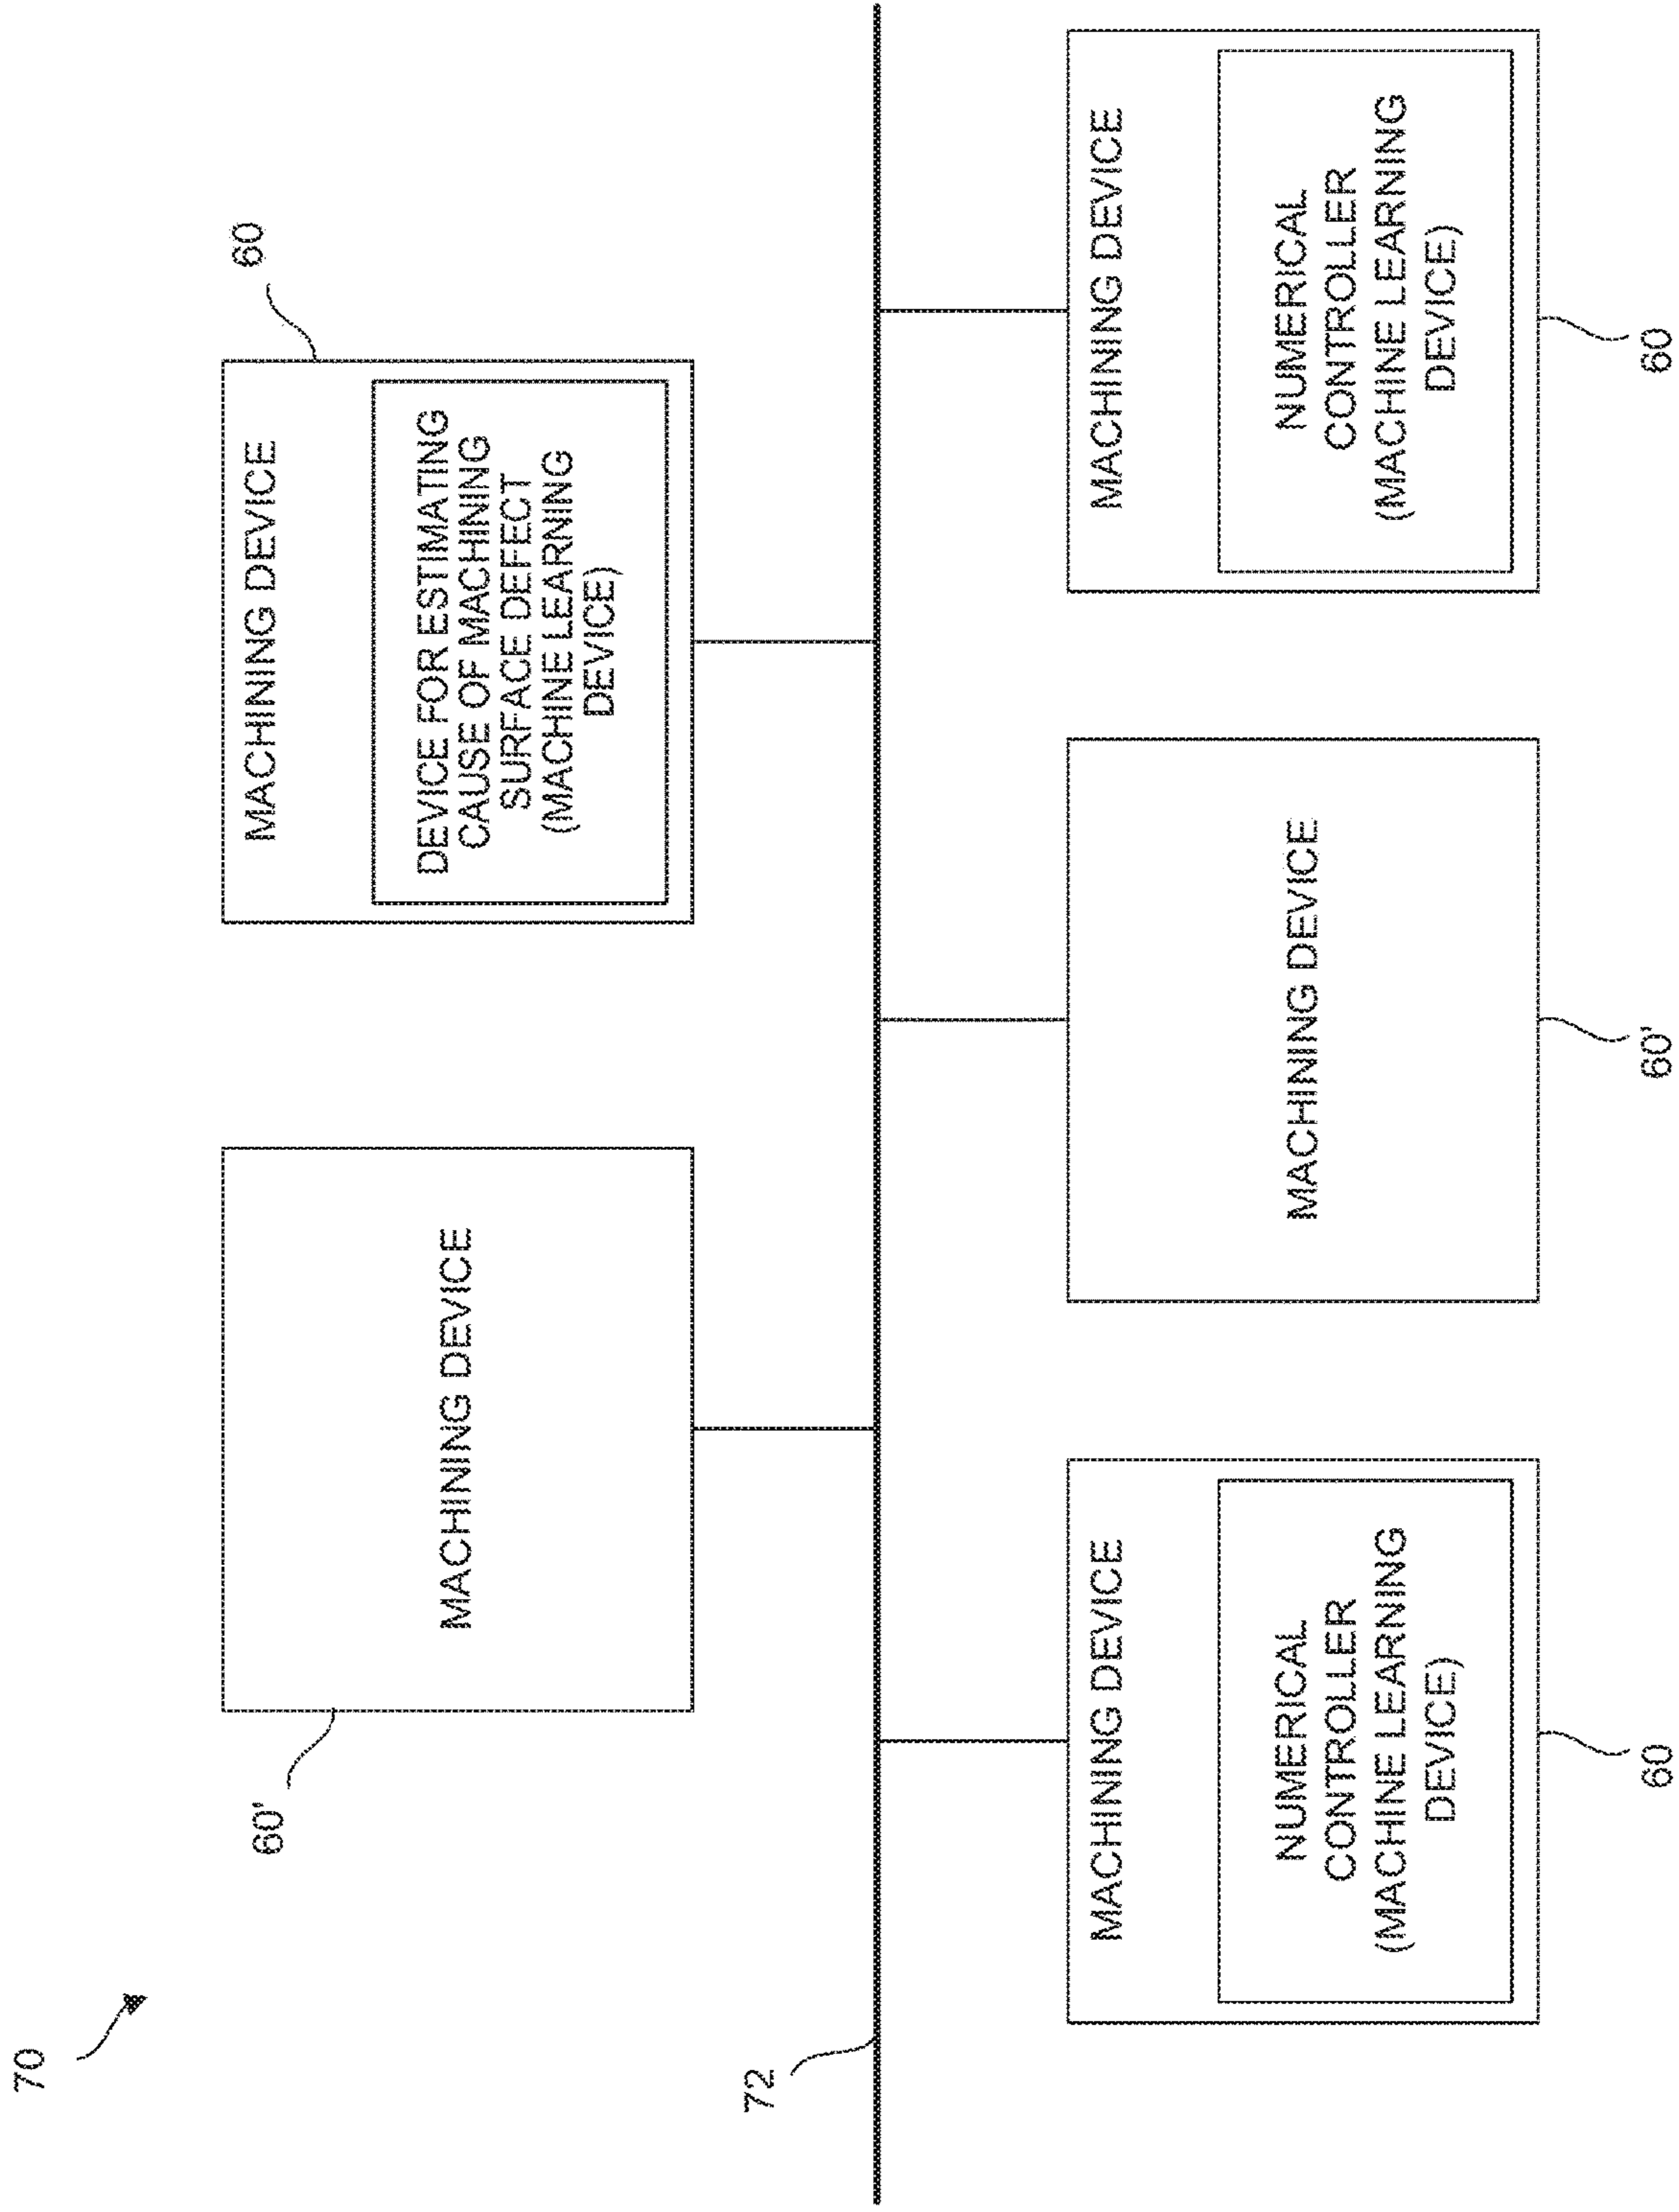 70
60'
MACHINING DEVICE
60
MACHINING DEVICE
DEVICE FOR ESTIMATING
CAUSE OF MACHINING
SURFACE DEFECT
(MACHINE LEARNING
DEVICE)
72
MACHINING DEVICE
NUMERICAL
CONTROLLER
(MACHINE LEARNING
DEVICE)
60
MACHINING DEVICE
60'
MACHINING DEVICE
NUMERICAL
CONTROLLER
(MACHINE LEARNING
DEVICE)
60